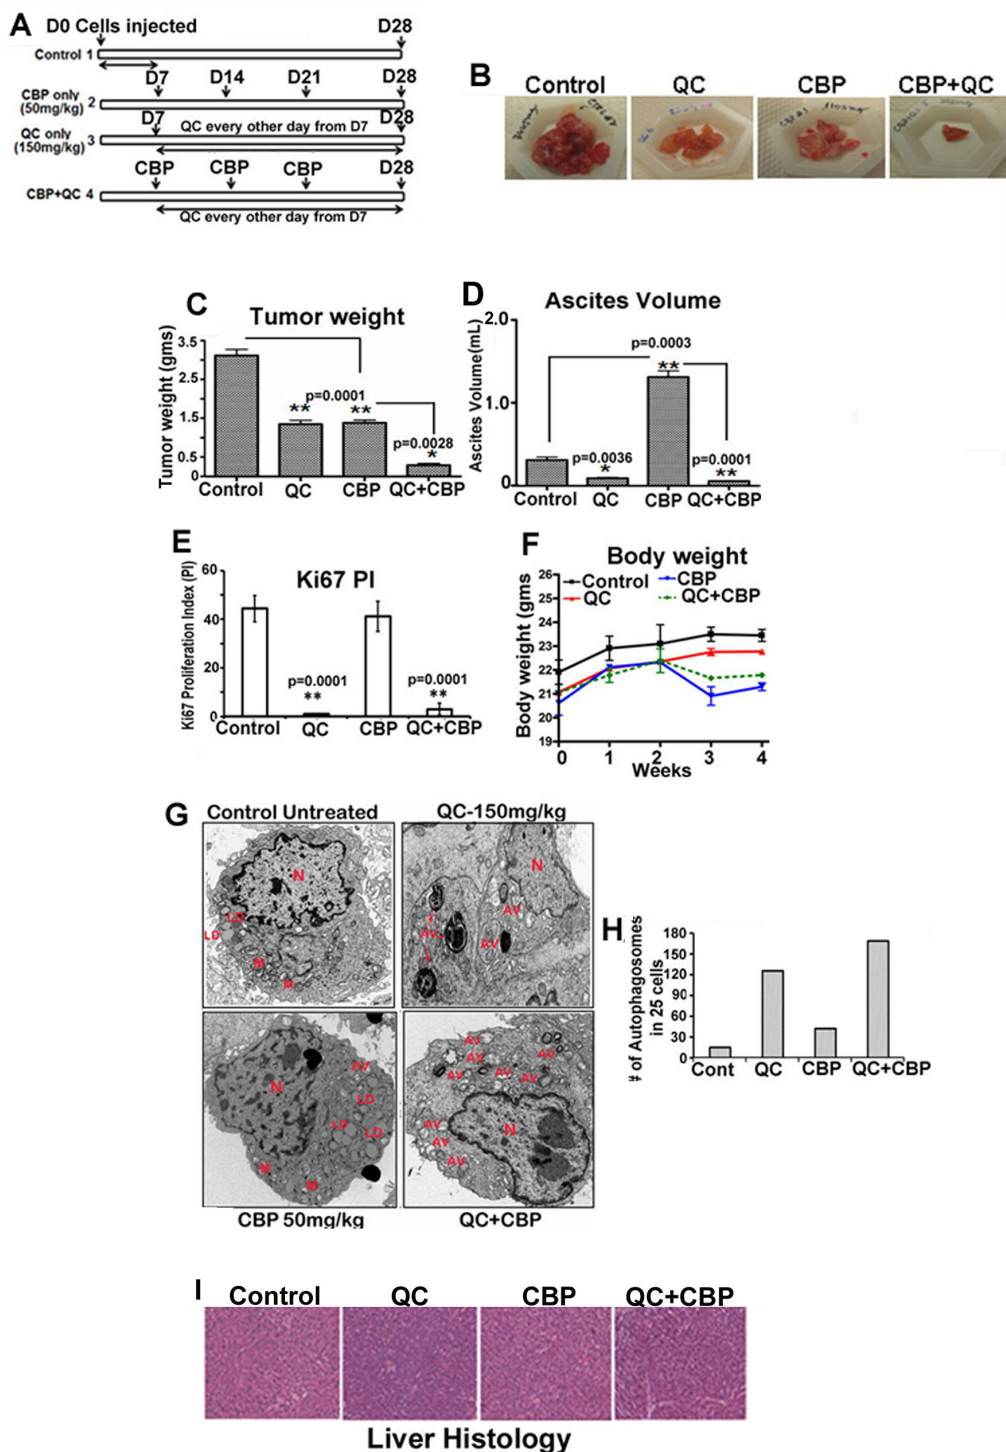 A
D0 Cells injected D28
Control 1
D7 D14 D21 D28
CBP only 2
(50mg/kg)
D7 QC every other day from D7 D28
QC only 3
(150mg/kg)
CBP CBP CBP D28
CBP+QC 4
QC every other day from D7
B
Control QC CBP CBP+QC
C
Tumor weight
Tumor weight (gms)
3.5
2.5
1.5
0.5
0
p=0.0001
** **
p=0.0028
*
Control QC CBP QC+CBP
D
Ascites Volume
Ascites Volume(mL)
2.0
1.0
0
p=0.0003
**
p=0.0036
*
p=0.0001
**
Control QC CBP QC+CBP
E
Ki67 PI
Ki67 Proliferation Index (PI)
60
40
20
0
p=0.0001
**
p=0.0001
**
Control QC CBP QC+CBP
F
Body weight
Control CBP
QC QC+CBP
Body weight (gms
26
25
24
23
22
21
20
19
0 1 2 3 4
Weeks
G
Control Untreated QC-150mg/kg
N
LD
LD
M
M
N
AV
AV
AV
N
AV
LD
LD
LD
M
M
AV
AV
AV
AV
AV
AV
N
AV
AV
AV
CBP 50mg/kg QC+CBP
H
# of Autophagosomes
in 25 cells
180
150
120
90
60
30
0
Cont QC CBP QC+CBP
I
Control QC CBP QC+CBP
Liver Histology